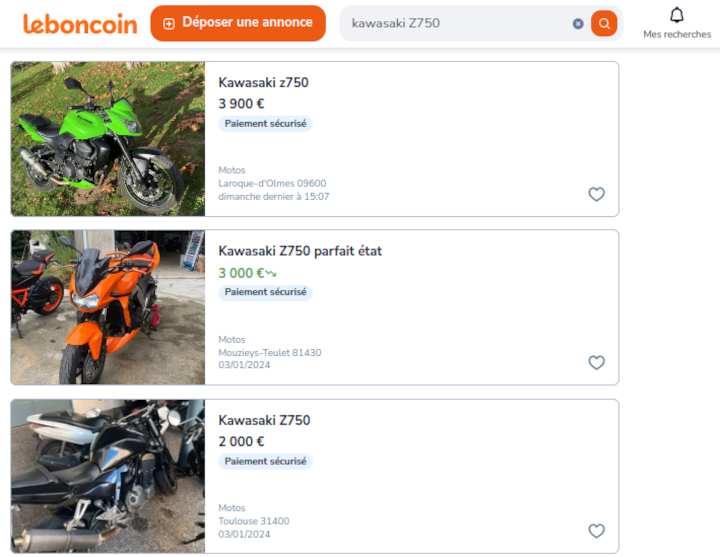 leboncoin
Déposer une annonce
kawasaki Z750
Mes recherches
Kawasaki z750
3 900 €
Paiement sécurisé
Motos
Laroque-d'Olmes 09600
dimanche dernier à 15:07
Kawasaki Z750 parfait état
3 000 €
Paiement sécurisé
Motos
Mouzieys-Teulet 81430
03/01/2024
Kawasaki Z750
2 000 €
Paiement sécurisé
Motos
Toulouse 31400
03/01/2024